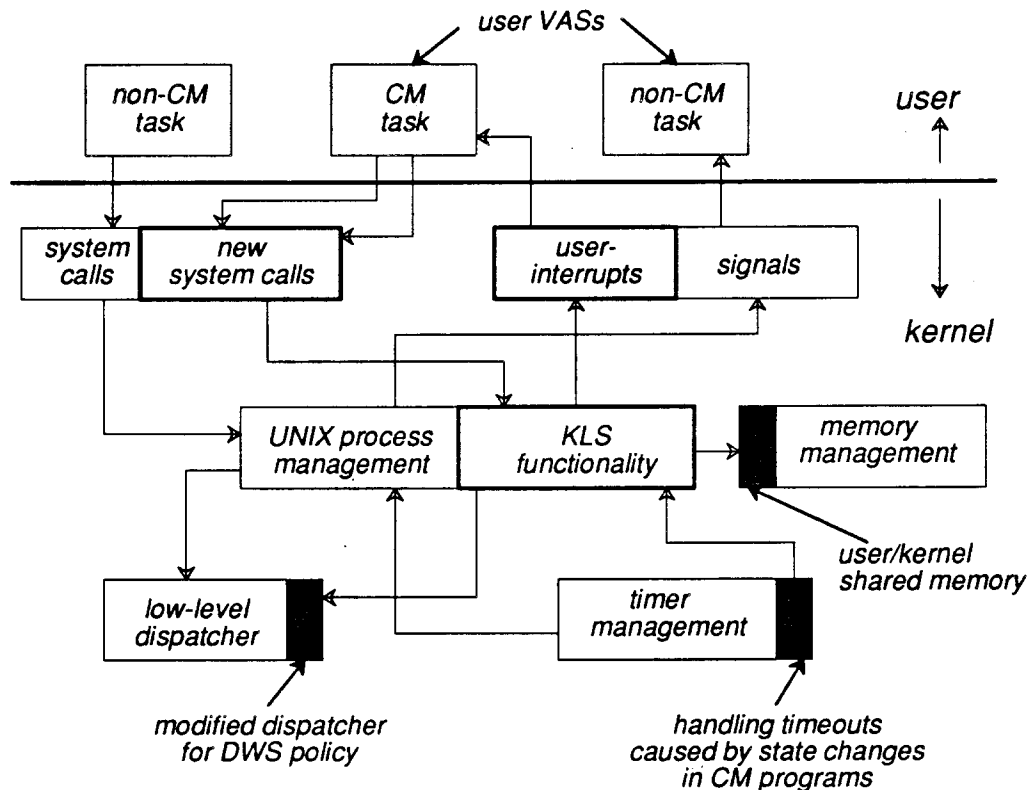 user VASs
non-CM
task
CM
task
non-CM
task
user
system
calls
new
system calls
user-
interrupts
signals
kernel
UNIX process
management
KLS
functionality
memory
management
user/kernel
shared memory
low-level
dispatcher
timer
management
modified dispatcher
for DWS policy
handling timeouts
caused by state changes
in CM programs